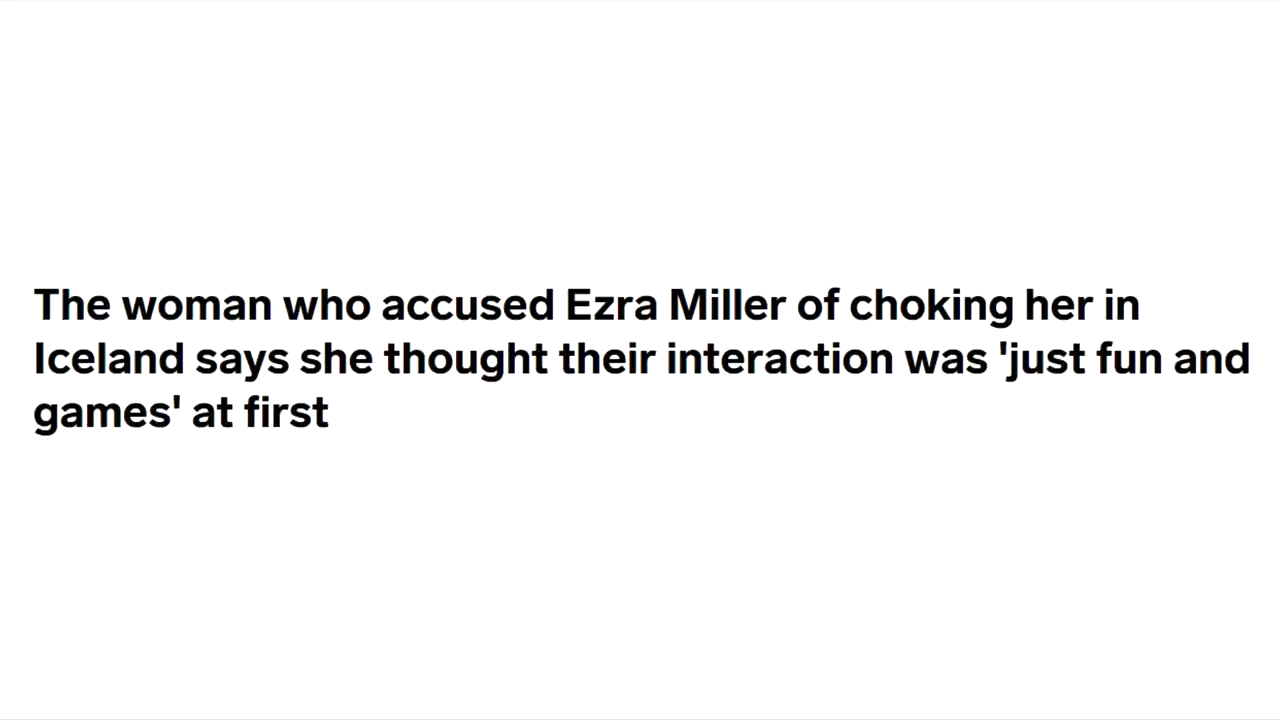 The woman who accused Ezra Miller of choking her in
Iceland says she thought their interaction was 'just fun and
games' at first